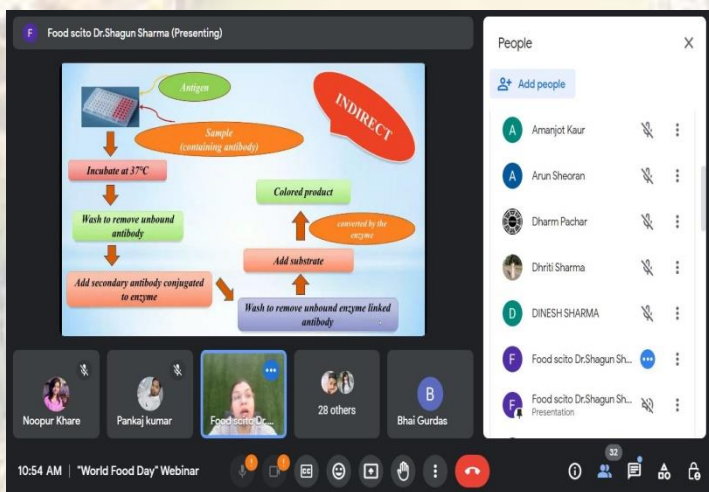 F Food scito Dr.Shagun Sharma (Presenting)
Antigen
INDIRECT
Sample
(containing antibody)
Incubate at 37°C
Wash to remove unbound
antibody
Add secondary antibody conjugated
to enzyme
Wash to remove unbound enzyme linked
antibody
Add substrate
converted by the
enzyme
Colored product
Noopur Khare
Pankaj kumar
Food scito Dr....
28 others
B
Bhai Gurdas
10:54 AM | "World Food Day" Webinar
CC
32
People
Add people
A Amanjot Kaur
A Arun Sheoran
Dharm Pachar
Dhriti Sharma
D DINESH SHARMA
F Food scito Dr.Shagun Sh...
F Food scito Dr.Shagun Sh...
Presentation